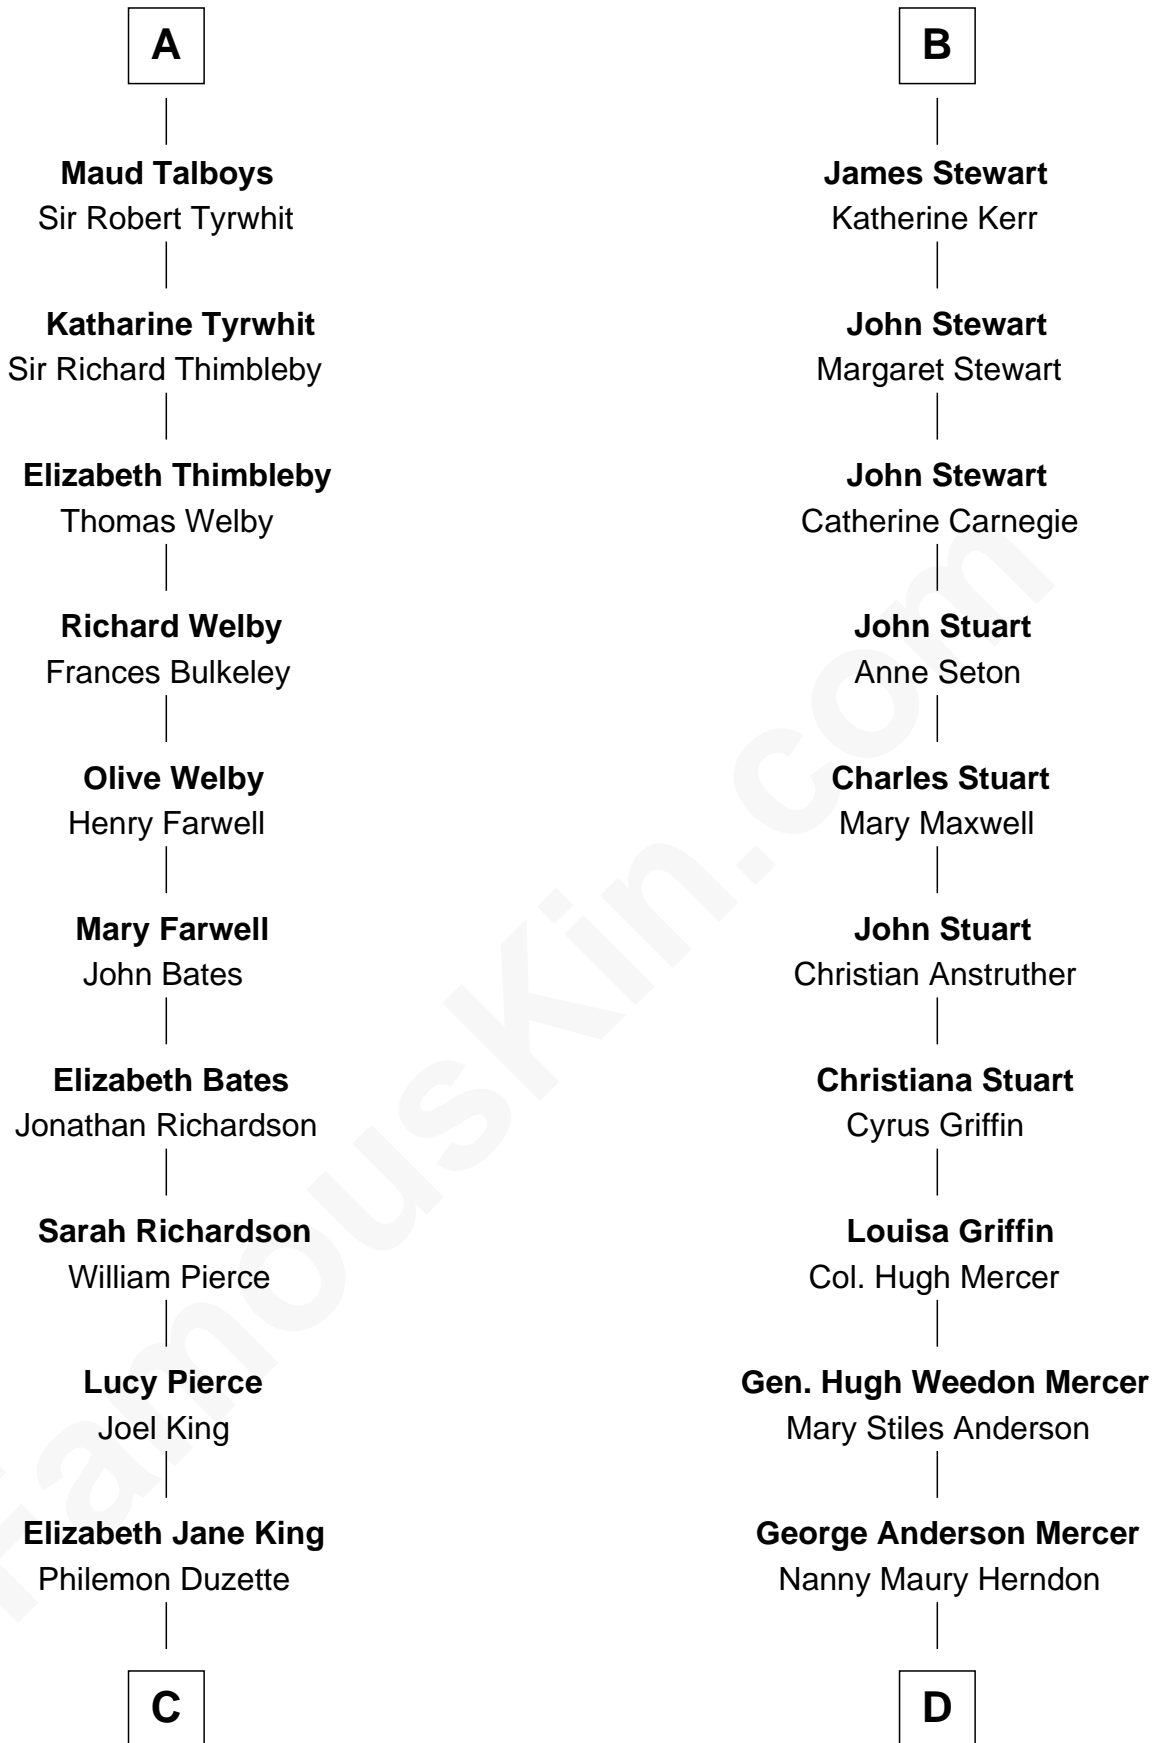 A
Maud Talboys
Sir Robert Tyrwhit
Katharine Tyrwhit
Sir Richard Thimbleby
Elizabeth Thimbleby
Thomas Welby
Richard Welby
Frances Bulkeley
Olive Welby
Henry Farwell
Mary Farwell
John Bates
Elizabeth Bates
Jonathan Richardson
Sarah Richardson
William Pierce
Lucy Pierce
Joel King
Elizabeth Jane King
Philemon Duzette
C
B
James Stewart
Katherine Kerr
John Stewart
Margaret Stewart
John Stewart
Catherine Carnegie
John Stuart
Anne Seton
Charles Stuart
Mary Maxwell
John Stuart
Christian Anstruther
Christiana Stuart
Cyrus Griffin
Louisa Griffin
Col. Hugh Mercer
Gen. Hugh Weedon Mercer
Mary Stiles Anderson
George Anderson Mercer
Nanny Maury Herndon
D
FamousKin.com